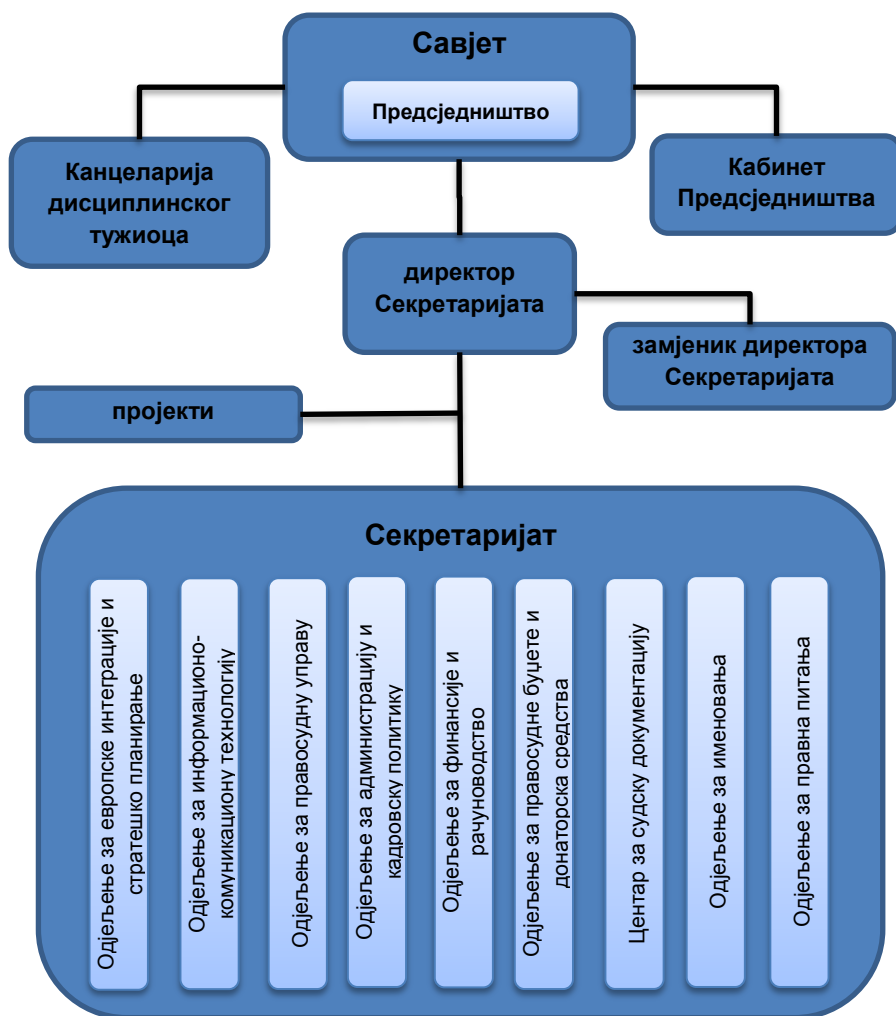 Савјет
Предсједништво
Канцеларија
дисциплинског
тужиоца
Кабинет
Предсједништва
директор
Секретаријата
замјеник директора
Секретаријата
пројекти
Секретаријат
Одјељење за европске интеграције и
стратешко планирање
Одјељење за информационо-
комуникациону технологију
Одјељење за правосудну управу
Одјељење за администрацију и
кадровску политику
Одјељење за финансије и
рачуноводство
Одјељење за правосудне буџете и
донаторска средства
Центар за судску документацију
Одјељење за именовања
Одјељење за правна питања